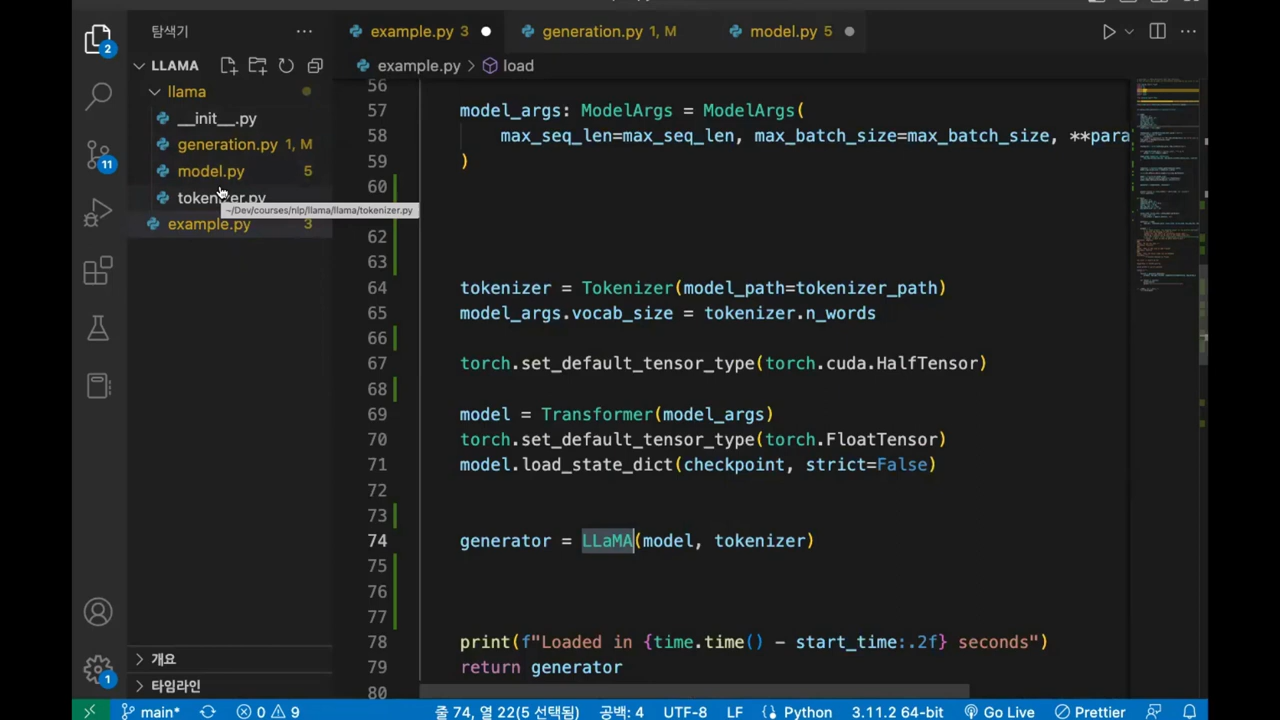 탐색기
LLAMA
llama
__init__.py
generation.py 1, M
model.py 5
tokenizer.py
~/Dev/courses/nlp/llama/llama/tokenizer.py
example.py 3
개요
타임라인
2
11
1
example.py 3
generation.py 1, M
model.py 5
example.py > load
56
57 model_args: ModelArgs = ModelArgs(
58 max_seq_len=max_seq_len, max_batch_size=max_batch_size, **para
59 )
60
62
63
64 tokenizer = Tokenizer(model_path=tokenizer_path)
65 model_args.vocab_size = tokenizer.n_words
66
67 torch.set_default_tensor_type(torch.cuda.HalfTensor)
68
69 model = Transformer(model_args)
70 torch.set_default_tensor_type(torch.FloatTensor)
71 model.load_state_dict(checkpoint, strict=False)
72
73
74 generator = LLaMA(model, tokenizer)
75
76
77
78 print(f"Loaded in {time.time() - start_time:.2f} seconds")
79 return generator
80
main* 0 9 줄 74, 열 22(5 선택됨) 공백: 4 UTF-8 LF Python 3.11.2 64-bit Go Live Prettier